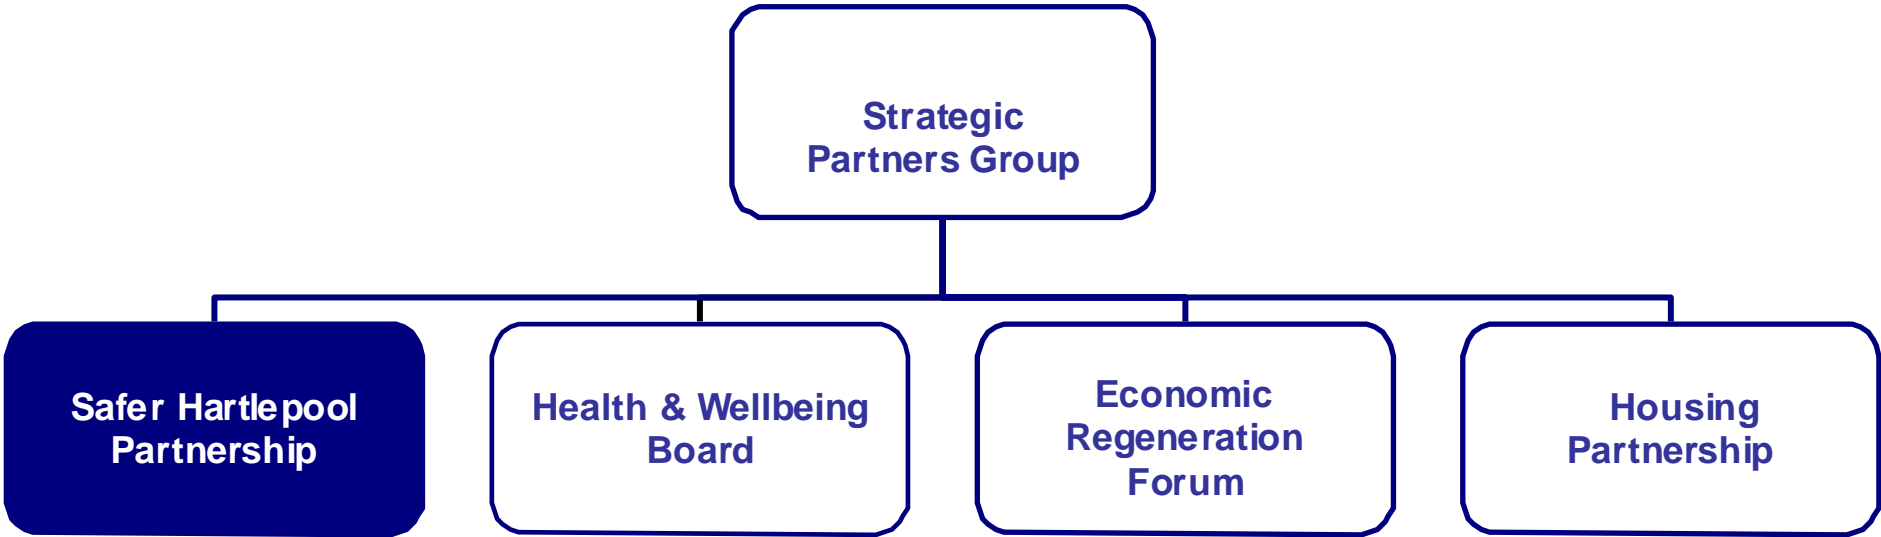 Strategic
Partners Group
Safer Hartlepool
Partnership
Health & Wellbeing
Board
Economic
Regeneration
Forum
Housing
Partnership